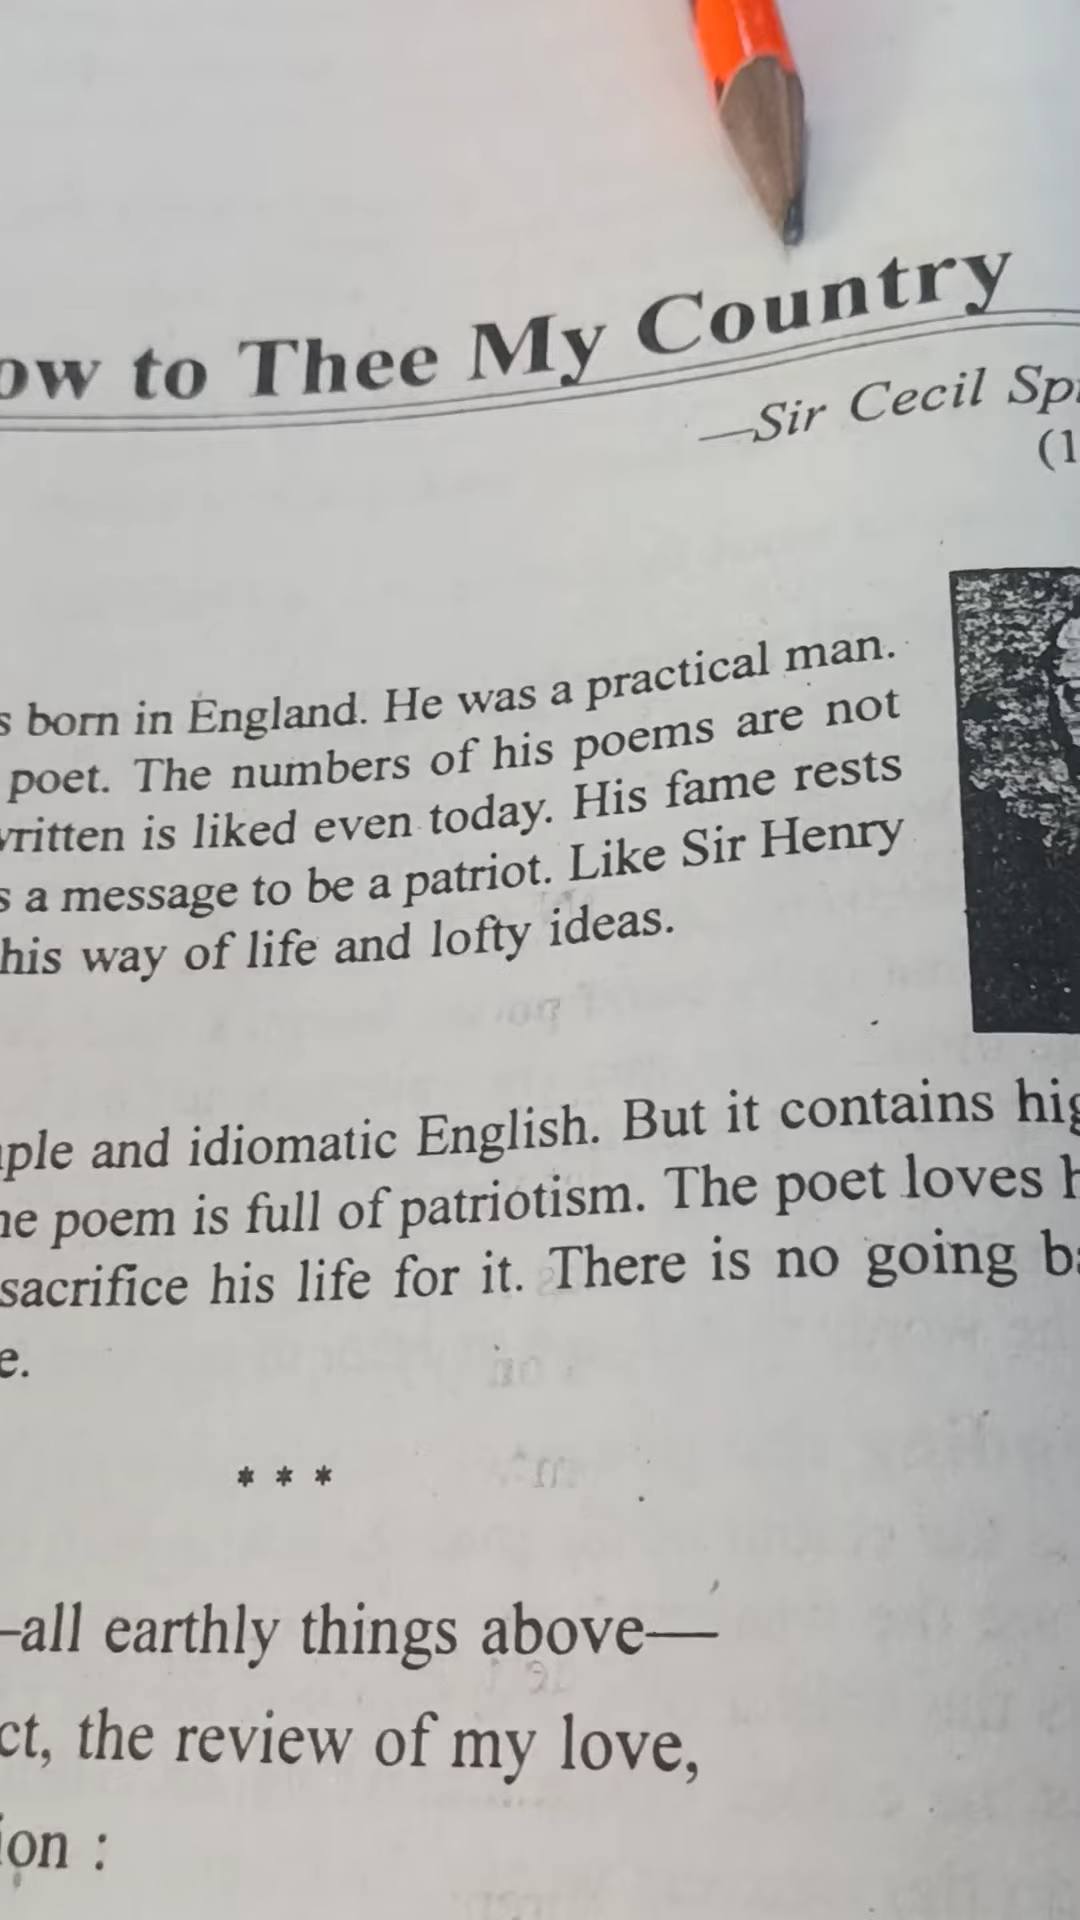 ow to Thee My Country
—Sir Cecil Sp
(1
s born in England. He was a practical man.
poet. The numbers of his poems are not
ritten is liked even today. His fame rests
s a message to be a patriot. Like Sir Henry
his way of life and lofty ideas.
ple and idiomatic English. But it contains hig
he poem is full of patriotism. The poet loves h
sacrifice his life for it. There is no going ba
e.
* * *
—all earthly things above—
ct, the review of my love,
ion :